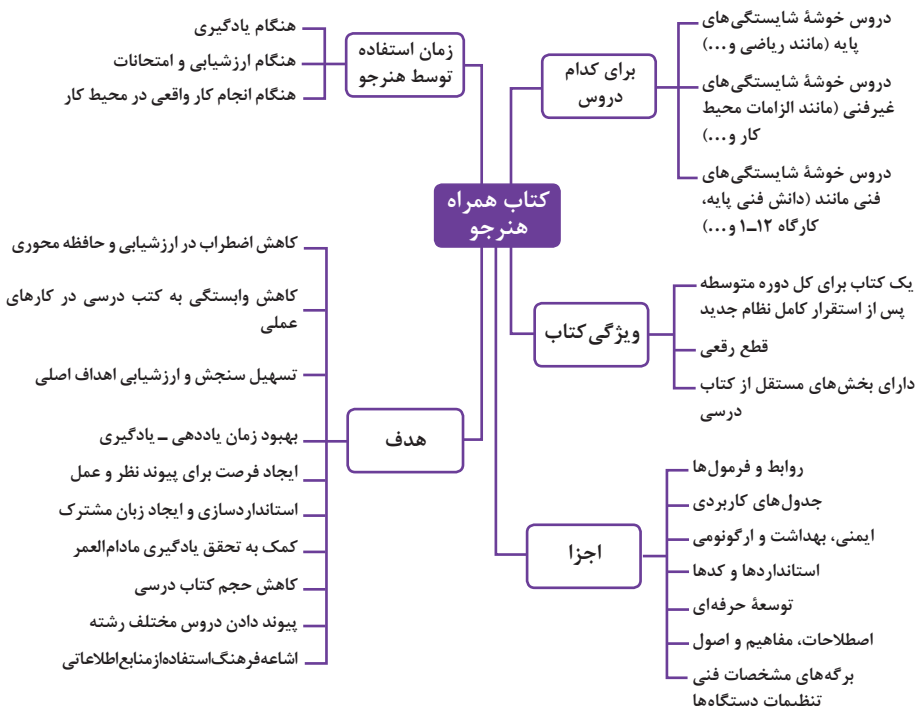 کتاب همراه
هنرجو
برای کدام
دروس
دروس خوشهٔ شایستگی‌های
پایه (مانند ریاضی و...)
دروس خوشهٔ شایستگی‌های
غیرفنی (مانند الزامات محیط
کار و...)
دروس خوشهٔ شایستگی‌های
فنی مانند (دانش فنی پایه،
کارگاه ۱۲-۱ و...)
ویژگی کتاب
یک کتاب برای کل دوره متوسطه
پس از استقرار کامل نظام جدید
قطع رقعی
دارای بخش‌های مستقل از کتاب
درسی
اجزا
روابط و فرمول‌ها
جدول‌های کاربردی
ایمنی، بهداشت و ارگونومی
استانداردها و کدها
توسعهٔ حرفه‌ای
اصطلاحات، مفاهیم و اصول
برگه‌های مشخصات فنی
تنظیمات دستگاه‌ها
زمان استفاده
توسط هنرجو
هنگام یادگیری
هنگام ارزشیابی و امتحانات
هنگام انجام کار واقعی در محیط کار
هدف
کاهش اضطراب در ارزشیابی و حافظه محوری
کاهش وابستگی به کتب درسی در کارهای
عملی
تسهیل سنجش و ارزشیابی اهداف اصلی
بهبود زمان یاددهی - یادگیری
ایجاد فرصت برای پیوند نظر و عمل
استانداردسازی و ایجاد زبان مشترک
کمک به تحقق یادگیری مادام‌العمر
کاهش حجم کتاب درسی
پیوند دادن دروس مختلف رشته
اشاعه فرهنگ استفاده از منابع اطلاعاتی